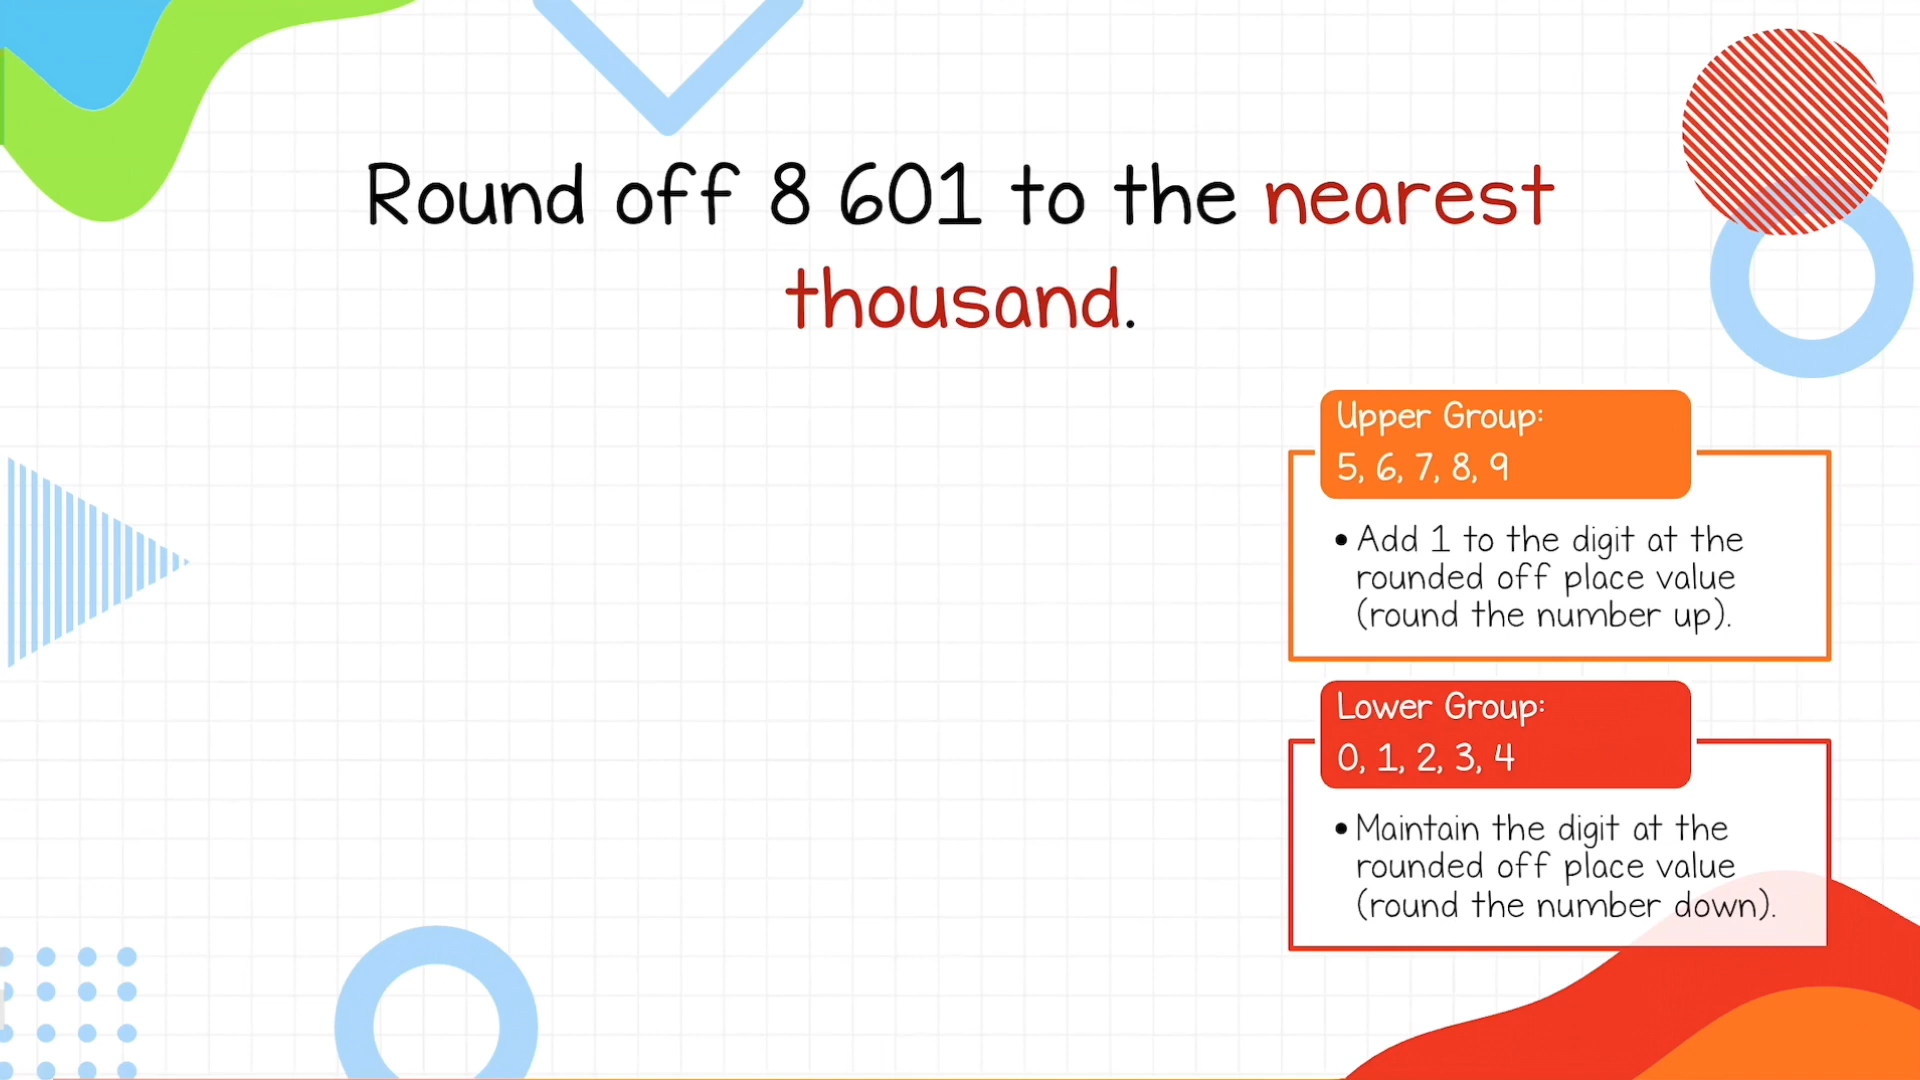 Round off 8 601 to the nearest
thousand.
Upper Group:
5, 6, 7, 8, 9
• Add 1 to the digit at the
rounded off place value
(round the number up).
Lower Group:
0, 1, 2, 3, 4
• Maintain the digit at the
rounded off place value
(round the number down).